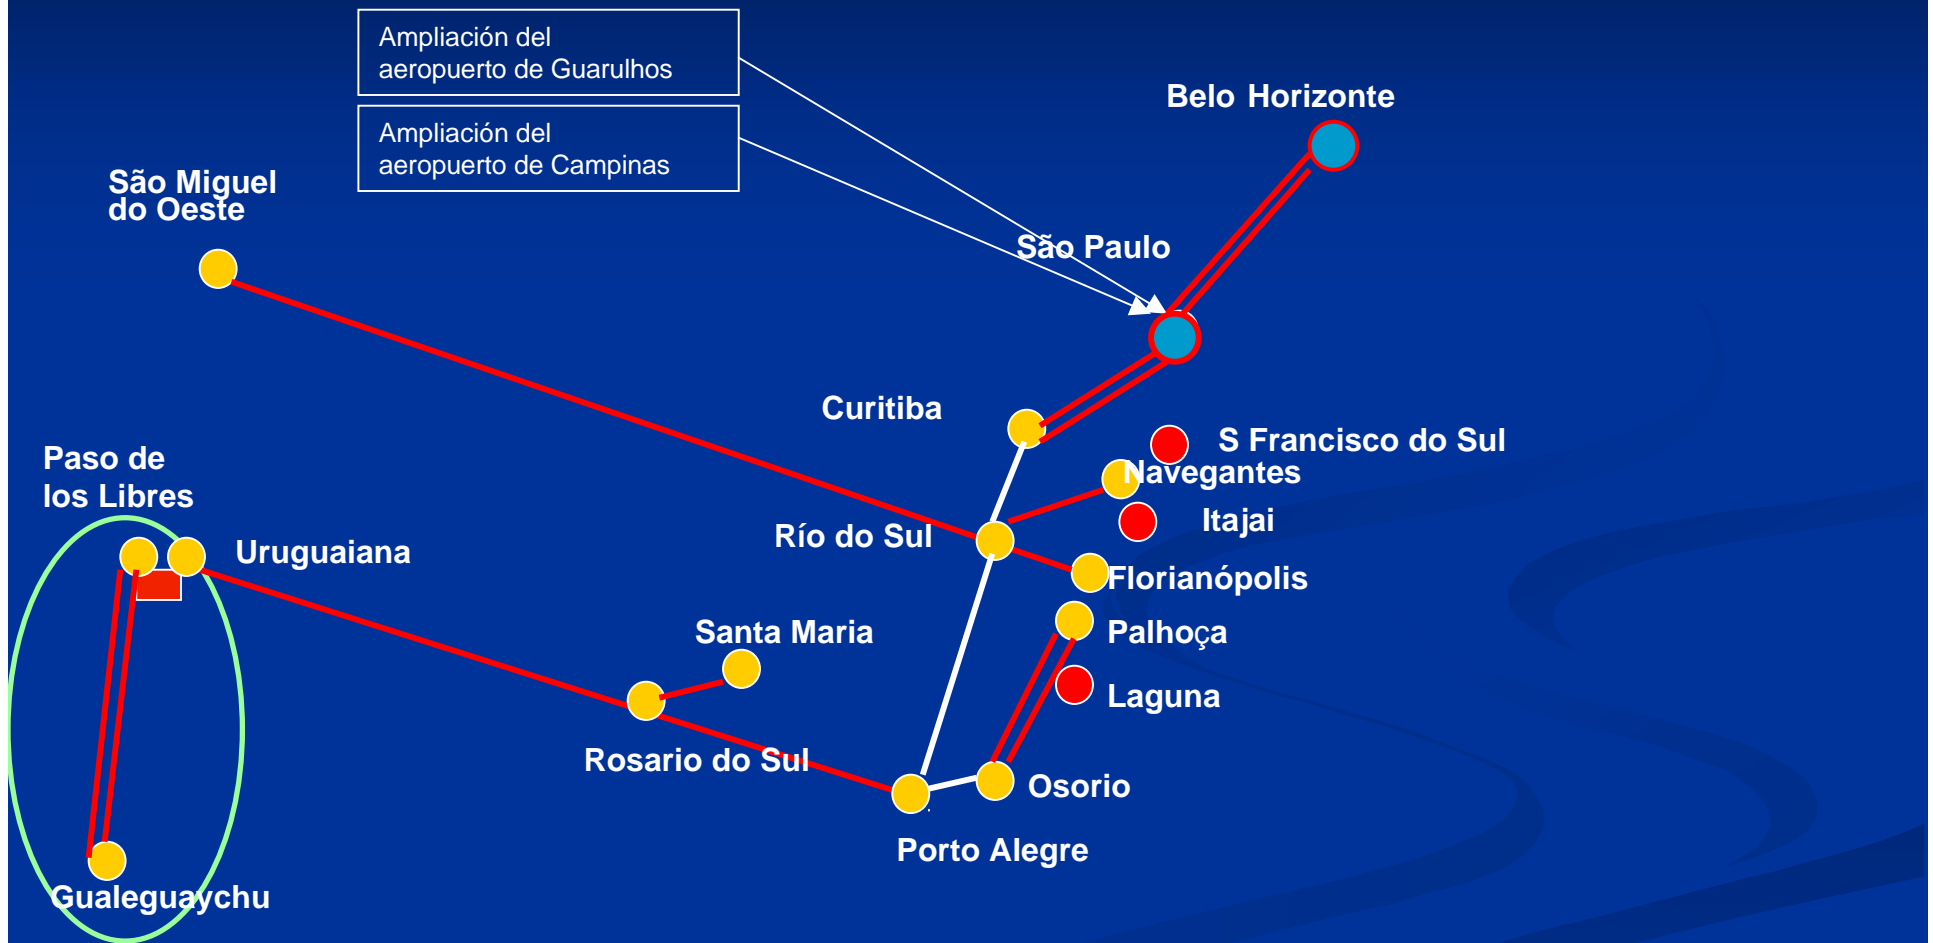 Ampliación del
aeropuerto de Guarulhos
Belo Horizonte
Ampliación del
aeropuerto de Campinas
São Miguel
do Oeste
São Paulo
Curitiba
S Francisco do Sul
Paso de
los Libres
Navegantes
Itajai
Río do Sul
Uruguaiana
Florianópolis
Santa Maria
Palhoça
Laguna
Rosario do Sul
Osorio
Porto Alegre
Gualeguaychu